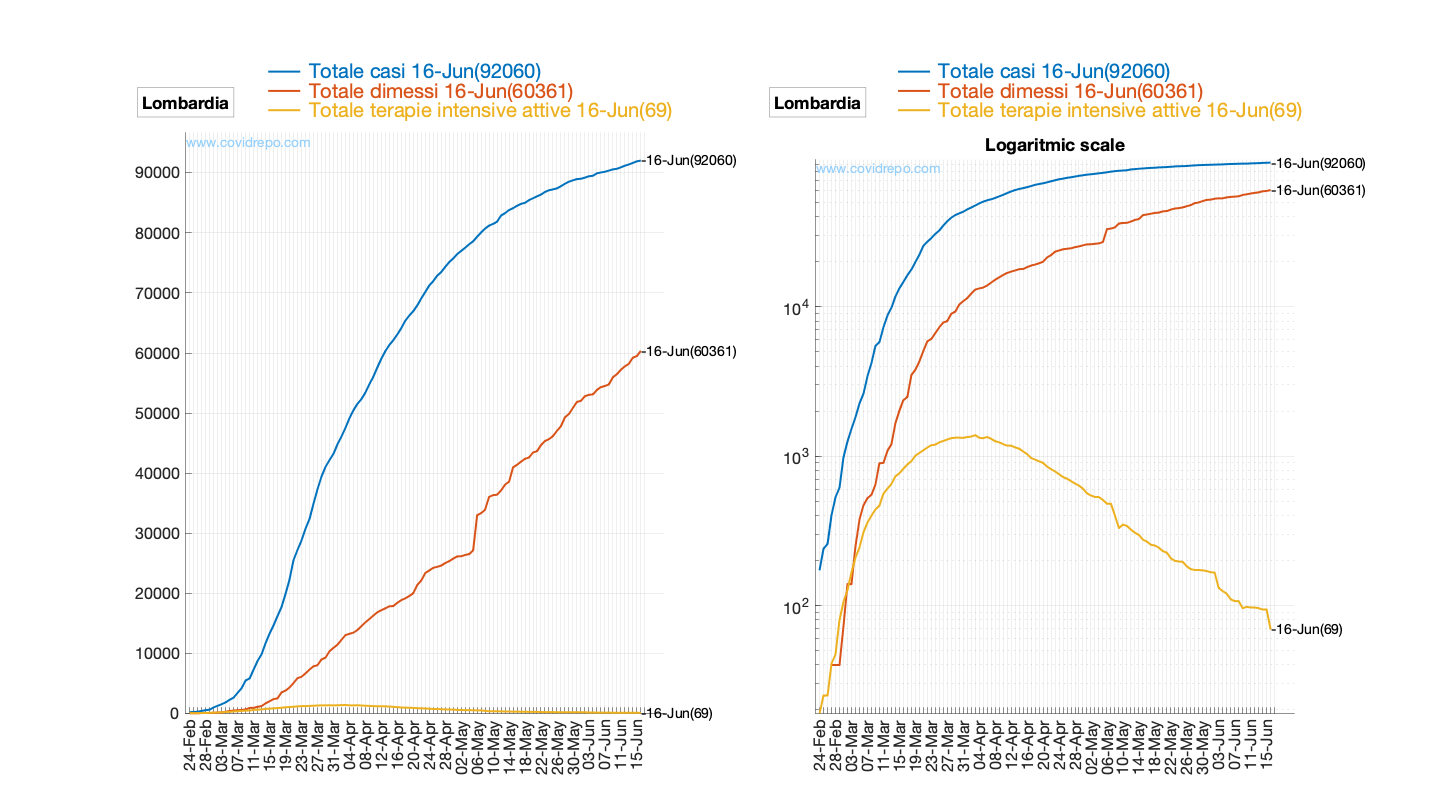 Lombardia
Totale casi 16-Jun(92060)
Totale dimessi 16-Jun(60361)
Totale terapie intensive attive 16-Jun(69)
www.covidrepo.com
90000
80000
70000
60000
50000
40000
30000
20000
10000
0
16-Jun(92060)
16-Jun(60361)
16-Jun(69)
24-Feb
28-Feb
03-Mar
07-Mar
11-Mar
15-Mar
19-Mar
23-Mar
27-Mar
31-Mar
04-Apr
08-Apr
12-Apr
16-Apr
20-Apr
24-Apr
28-Apr
02-May
06-May
10-May
14-May
18-May
22-May
26-May
30-May
03-Jun
07-Jun
11-Jun
15-Jun
Lombardia
Totale casi 16-Jun(92060)
Totale dimessi 16-Jun(60361)
Totale terapie intensive attive 16-Jun(69)
Logaritmic scale
www.covidrepo.com
10^4
10^3
10^2
16-Jun(92060)
16-Jun(60361)
16-Jun(69)
24-Feb
28-Feb
03-Mar
07-Mar
11-Mar
15-Mar
19-Mar
23-Mar
27-Mar
31-Mar
04-Apr
08-Apr
12-Apr
16-Apr
20-Apr
24-Apr
28-Apr
02-May
06-May
10-May
14-May
18-May
22-May
26-May
30-May
03-Jun
07-Jun
11-Jun
15-Jun